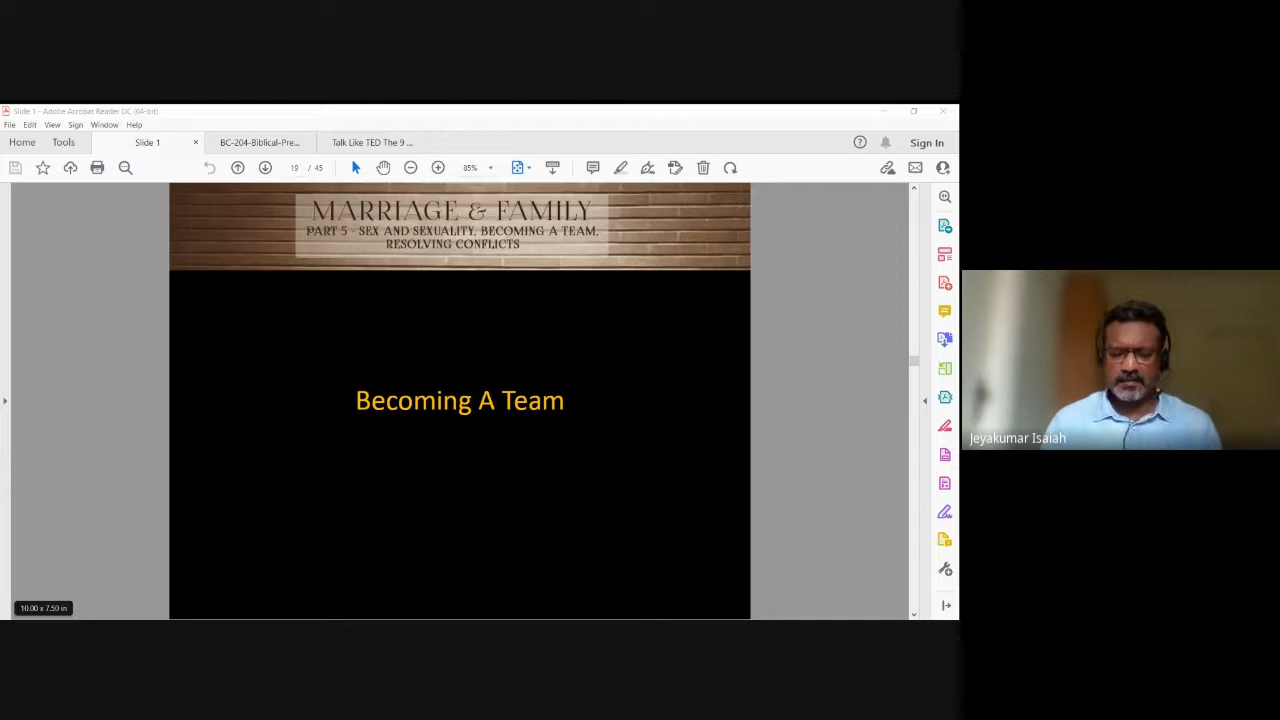 Slide 1 - Adobe Acrobat Reader DC (64-bit)
File Edit View Sign Window Help
Home Tools Slide 1 × BC-204-Biblical-Pre... Talk Like TED The 9 ... Sign In
19 / 45 85%
MARRIAGE & FAMILY
PART 5 - SEX AND SEXUALITY, BECOMING A TEAM,
RESOLVING CONFLICTS
Becoming A Team
Jeyakumar Isaiah
10.00 x 7.50 in